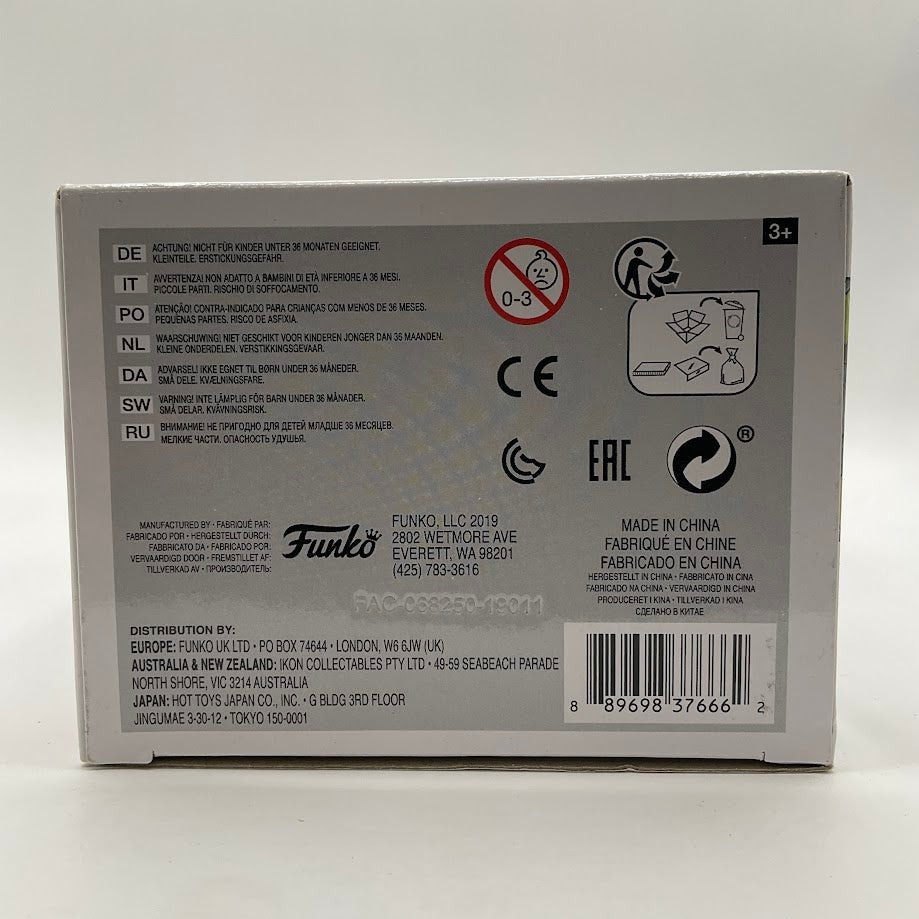 3+
DE ACHTUNG! NICHT FÜR KINDER UNTER 36 MONATEN GEEIGNET.
KLEINTEILE. ERSTICKUNGSGEFAHR.
IT AVVERTENZA! NON ADATTO A BAMBINI DI ETÀ INFERIORE A 36 MESI.
PICCOLE PARTI. RISCHIO DI SOFFOCAMENTO.
PO ATENÇÃO! CONTRA-INDICADO PARA CRIANÇAS COM MENOS DE 36 MESES.
PEQUENAS PARTES. RISCO DE ASFIXIA.
NL WAARSCHUWING! NIET GESCHIKT VOOR KINDEREN JONGER DAN 36 MAANDEN.
KLEINE ONDERDELEN. VERSTIKKINGSGEVAAR.
DA ADVARSEL! IKKE EGNET TIL BØRN UNDER 36 MÅNEDER.
SMÅ DELE. KVÆLNINGSFARE.
SW VARNING! INTE LÄMPLIG FÖR BARN UNDER 36 MÅNADER.
SMÅ DELAR. KVÄVNINGSRISK.
RU ВНИМАНИЕ! НЕ ПРИГОДНО ДЛЯ ДЕТЕЙ МЛАДШЕ 36 МЕСЯЦЕВ.
МЕЛКИЕ ЧАСТИ. ОПАСНОСТЬ УДУШЬЯ.
0-3
CE
EAC
®
MANUFACTURED BY • FABRIQUÉ PAR:
FABRICADO POR • HERGESTELLT DURCH:
FABBRICATO DA • FABRICADO POR:
VERVAARDIGD DOOR • FREMSTILLET AF:
TILLVERKAD AV • ПРОИЗВОДИТЕЛЬ:
Funko
FUNKO, LLC 2019
2802 WETMORE AVE
EVERETT, WA 98201
(425) 783-3616
FAC-068250-19011
MADE IN CHINA
FABRIQUÉ EN CHINE
FABRICADO EN CHINA
HERGESTELLT IN CHINA • FABBRICATO IN CINA
FABRICADO NA CHINA • VERVAARDIGD IN CHINA
PRODUCERET I KINA • TILLVERKAD I KINA
СДЕЛАНО В КИТАЕ
DISTRIBUTION BY:
EUROPE: FUNKO UK LTD • PO BOX 74644 • LONDON, W6 6JW (UK)
AUSTRALIA & NEW ZEALAND: IKON COLLECTABLES PTY LTD • 49-59 SEABEACH PARADE
NORTH SHORE, VIC 3214 AUSTRALIA
JAPAN: HOT TOYS JAPAN CO., INC. • G BLDG 3RD FLOOR
JINGUMAE 3-30-12 • TOKYO 150-0001
8 89698 37666 2